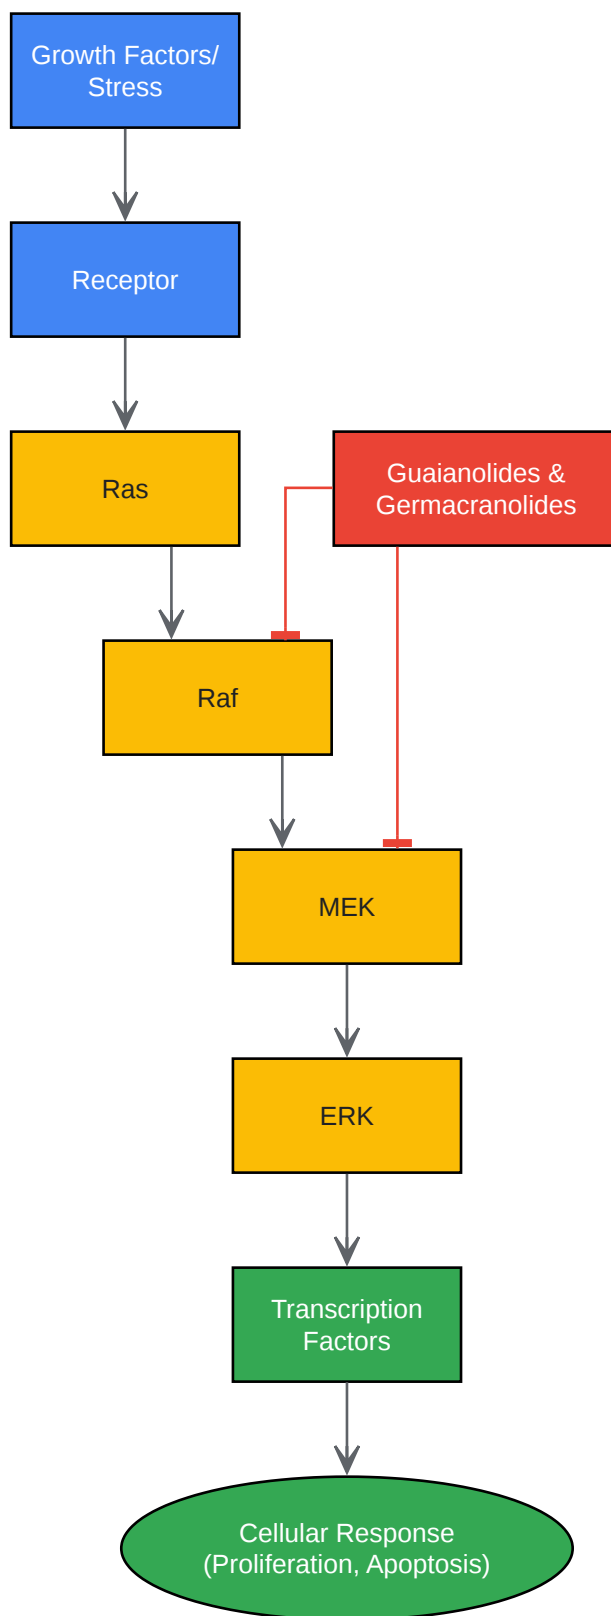 Growth Factors/
Stress
Receptor
Ras
Guaianolides &
Germacranolides
Raf
MEK
ERK
Transcription
Factors
Cellular Response
(Proliferation, Apoptosis)